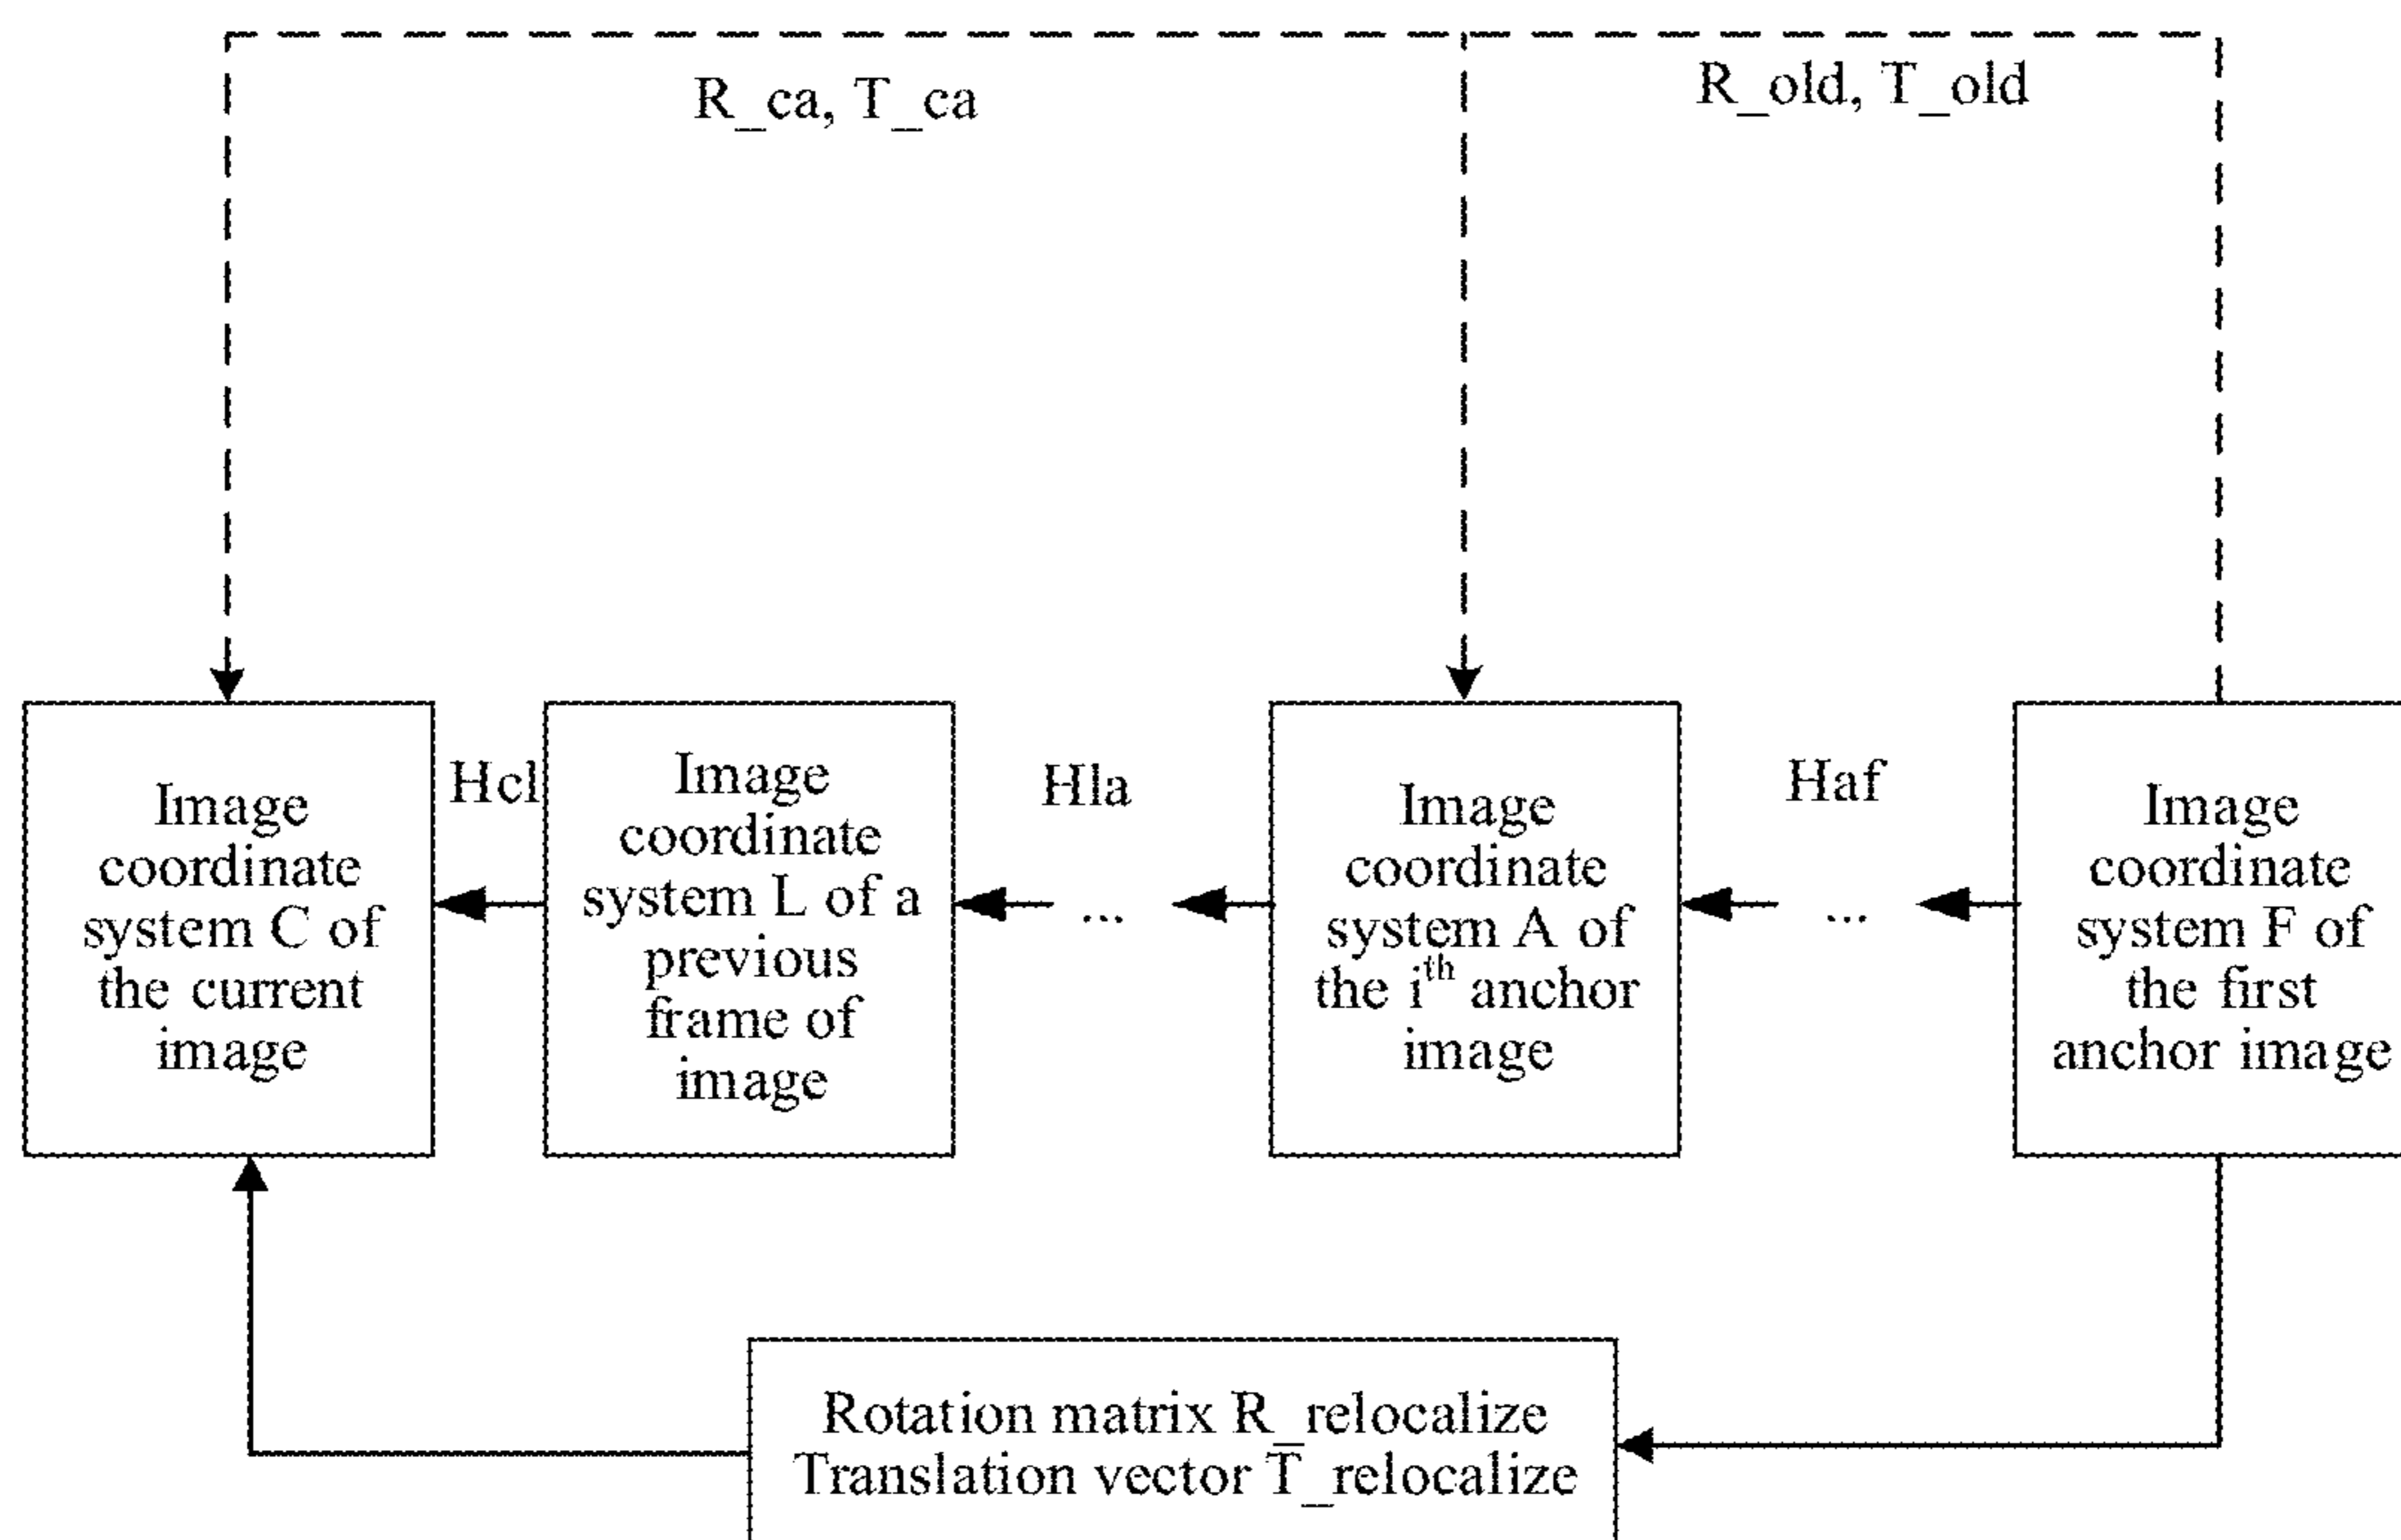 R_ca, T_ca
R_old, T_old
Image
coordinate
system C of
the current
image
Hcl
Image
coordinate
system L of a
previous
frame of
image
Hla
...
Image
coordinate
system A of
the iᵗʰ anchor
image
Haf
...
Image
coordinate
system F of
the first
anchor image
Rotation matrix R_relocalize
Translation vector T_relocalize